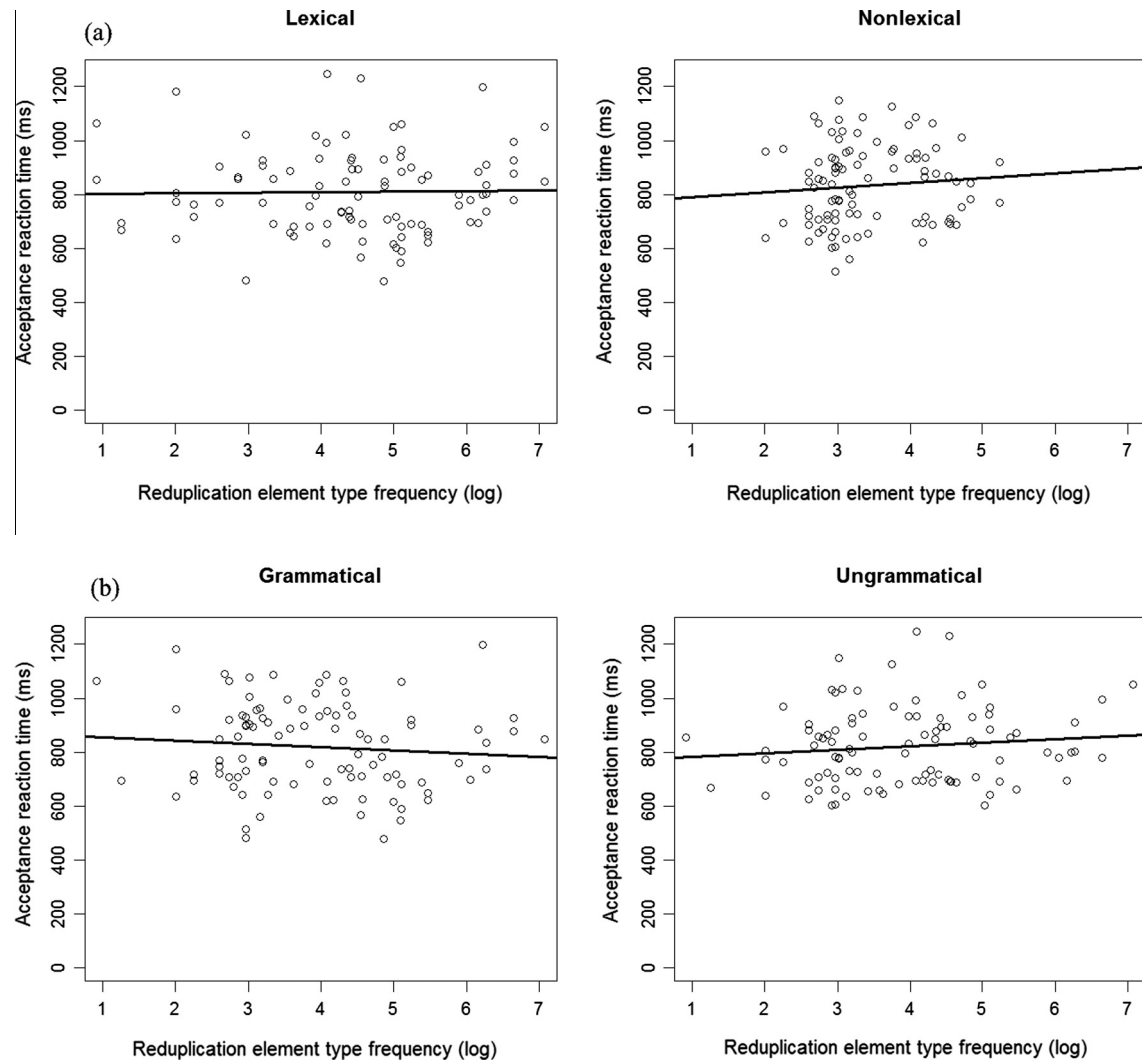 (a)
Lexical
Acceptance reaction time (ms)
0 200 400 600 800 1000 1200
1 2 3 4 5 6 7
Reduplication element type frequency (log)
Nonlexical
Acceptance reaction time (ms)
0 200 400 600 800 1000 1200
1 2 3 4 5 6 7
Reduplication element type frequency (log)
(b)
Grammatical
Acceptance reaction time (ms)
0 200 400 600 800 1000 1200
1 2 3 4 5 6 7
Reduplication element type frequency (log)
Ungrammatical
Acceptance reaction time (ms)
0 200 400 600 800 1000 1200
1 2 3 4 5 6 7
Reduplication element type frequency (log)